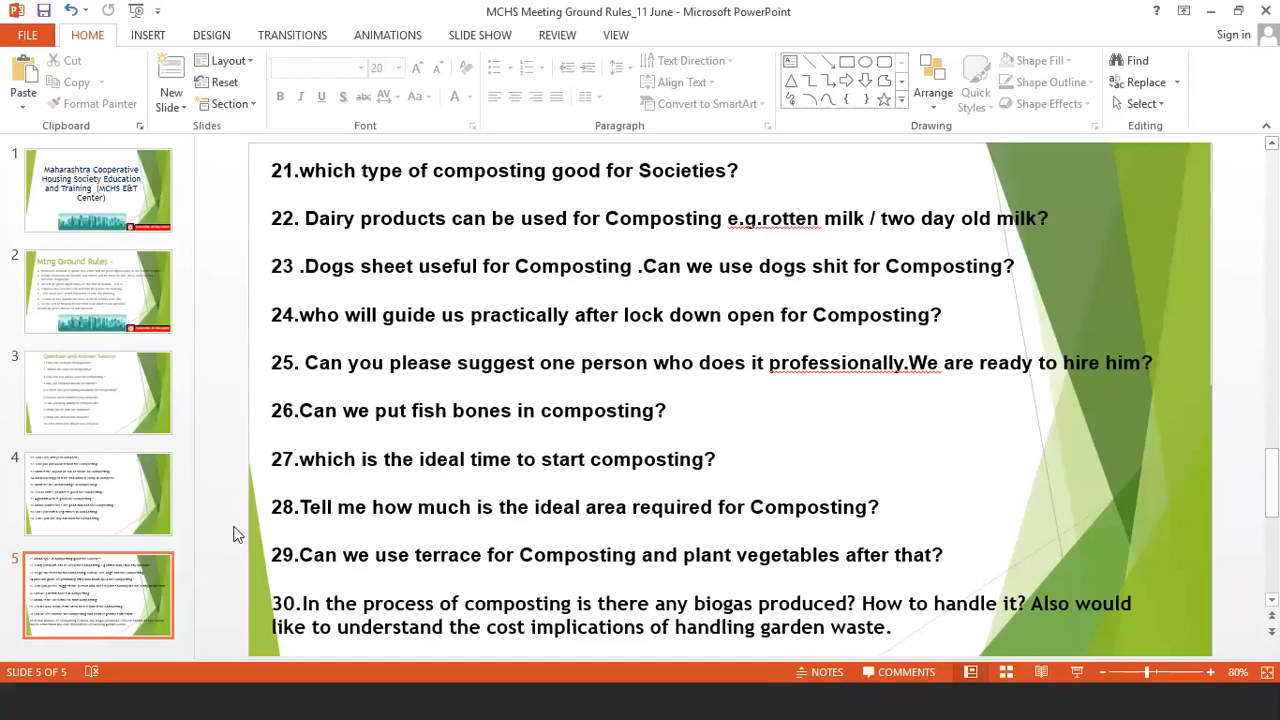 MCHS Meeting Ground Rules_11 June - Microsoft PowerPoint
FILE HOME INSERT DESIGN TRANSITIONS ANIMATIONS SLIDE SHOW REVIEW VIEW Sign in
Paste
Cut
Copy
Format Painter
Clipboard
New Slide
Layout
Reset
Section
Slides
20
Font
Text Direction
Align Text
Convert to SmartArt
Paragraph
Arrange
Quick Styles
Shape Fill
Shape Outline
Shape Effects
Drawing
Find
Replace
Select
Editing
1
Maharashtra Cooperative
Housing Society Education
and Training (MCHS E&T
Center)
2
Mtng Ground Rules -
3
Question and Answer Session:
4
5
21.which type of composting good for Societies?
22. Dairy products can be used for Composting e.g.rotten milk / two day old milk?
23 .Dogs sheet useful for composting .Can we use Dogs shit for Composting?
24.who will guide us practically after lock down open for Composting?
25. Can you please suggest one person who does it professionally.We are ready to hire him?
26.Can we put fish bones in composting?
27.which is the ideal time to start composting?
28.Tell me how much is the ideal area required for composting?
29.Can we use terrace for Composting and plant vegetables after that?
30.In the process of composting is there any biogas produced? How to handle it? Also would
like to understand the cost implications of handling garden waste.
SLIDE 5 OF 5 NOTES COMMENTS 80%